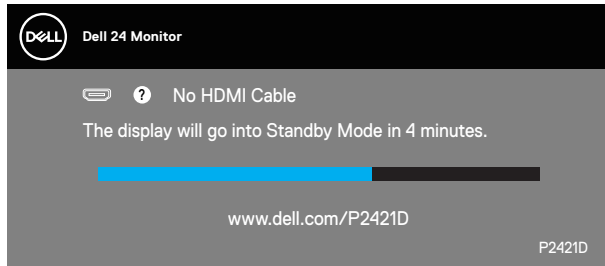 DELL
Dell 24 Monitor
? No HDMI Cable
The display will go into Standby Mode in 4 minutes.
www.dell.com/P2421D
P2421D